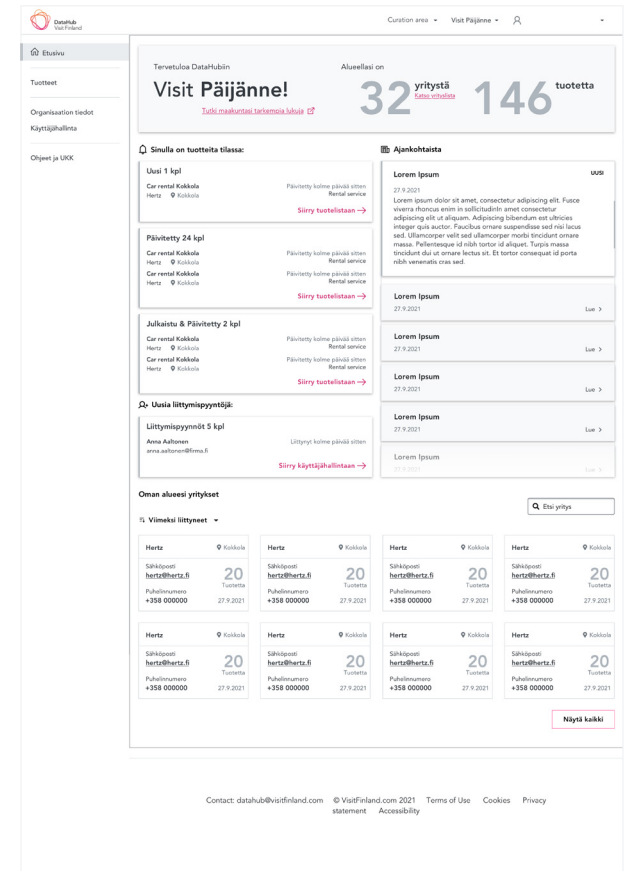 DataHub
Visit Finland
Curation area
Visit Päijänne
Etusivu
Tuotteet
Organisaation tiedot
Käyttäjähallinta
Ohjeet ja UKK
Tervetuloa DataHubiin
Visit Päijänne!
Tutki maakuntasi tarkempia lukuja
Alueellasi on
32 yritystä
Katso yrityslista
146 tuotetta
Sinulla on tuotteita tilassa:
Uusi 1 kpl
Car rental Kokkola
Päivitetty kolme päivää sitten
Hertz Kokkola
Rental service
Siirry tuotelistaan
Päivitetty 24 kpl
Car rental Kokkola
Päivitetty kolme päivää sitten
Hertz Kokkola
Rental service
Car rental Kokkola
Päivitetty kolme päivää sitten
Hertz Kokkola
Rental service
Siirry tuotelistaan
Julkaistu & Päivitetty 2 kpl
Car rental Kokkola
Päivitetty kolme päivää sitten
Hertz Kokkola
Rental service
Car rental Kokkola
Päivitetty kolme päivää sitten
Hertz Kokkola
Rental service
Siirry tuotelistaan
Uusia liittymispyyntöjä:
Liittymispyynnöt 5 kpl
Anna Aaltonen
Liittynyt kolme päivää sitten
anna.aaltonen@firma.fi
Siirry käyttäjähallintaan
Ajankohtaista
Lorem Ipsum
UUSI
27.9.2021
Lorem ipsum dolor sit amet, consectetur adipiscing elit. Fusce
viverra rhoncus enim in sollicitudinIn amet consectetur
adipiscing elit ut aliquam. Adipiscing bibendum est ultricies
integer quis auctor. Faucibus ornare suspendisse sed nisi lacus
sed. Ullamcorper velit sed ullamcorper morbi tincidunt ornare
massa. Pellentesque id nibh tortor id aliquet. Turpis massa
tincidunt dui ut ornare lectus sit. Et tortor consequat id porta
nibh venenatis cras sed.
Lorem Ipsum
27.9.2021
Lue
Lorem Ipsum
27.9.2021
Lue
Lorem Ipsum
27.9.2021
Lue
Lorem Ipsum
27.9.2021
Lue
Lorem Ipsum
27.9.2021
Lue
Oman alueesi yritykset
Etsi yritys
Viimeksi liittyneet
Hertz Kokkola
Sähköposti
hertz@hertz.fi
20
Tuotetta
Puhelinnumero
+358 000000
27.9.2021
Hertz Kokkola
Sähköposti
hertz@hertz.fi
20
Tuotetta
Puhelinnumero
+358 000000
27.9.2021
Hertz Kokkola
Sähköposti
hertz@hertz.fi
20
Tuotetta
Puhelinnumero
+358 000000
27.9.2021
Hertz Kokkola
Sähköposti
hertz@hertz.fi
20
Tuotetta
Puhelinnumero
+358 000000
27.9.2021
Hertz Kokkola
Sähköposti
hertz@hertz.fi
20
Tuotetta
Puhelinnumero
+358 000000
27.9.2021
Hertz Kokkola
Sähköposti
hertz@hertz.fi
20
Tuotetta
Puhelinnumero
+358 000000
27.9.2021
Hertz Kokkola
Sähköposti
hertz@hertz.fi
20
Tuotetta
Puhelinnumero
+358 000000
27.9.2021
Hertz Kokkola
Sähköposti
hertz@hertz.fi
20
Tuotetta
Puhelinnumero
+358 000000
27.9.2021
Näytä kaikki
Contact: datahub@visitfinland.com © VisitFinland.com 2021 Terms of Use Cookies Privacy
statement Accessibility